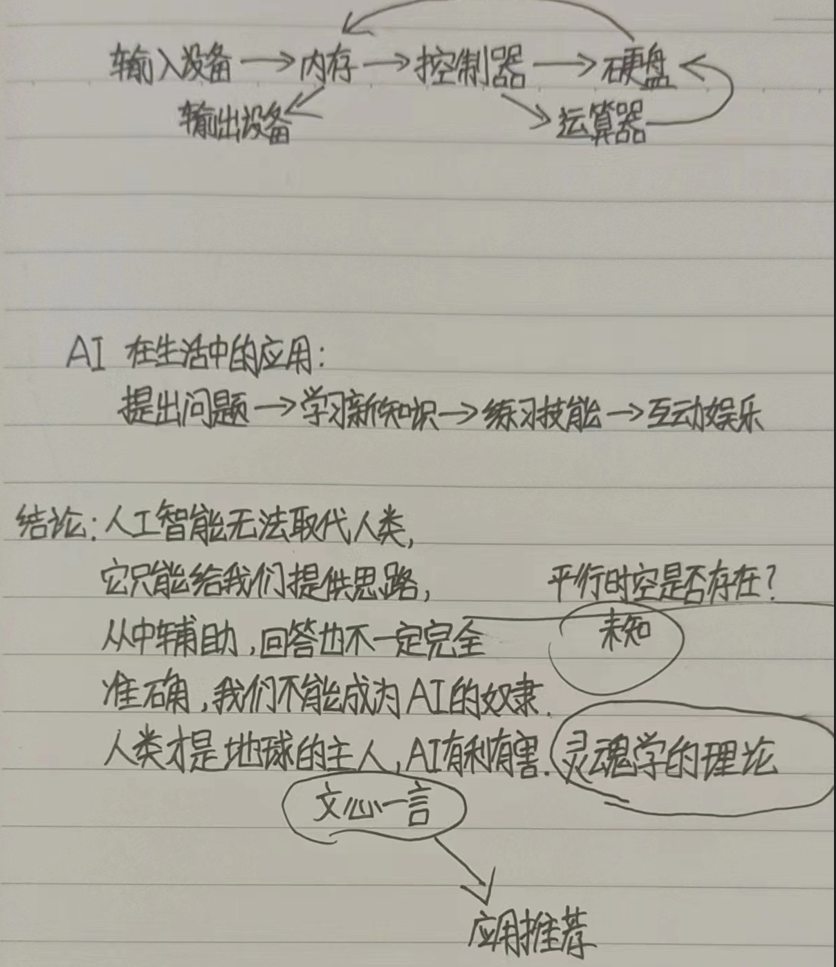 输入设备→内存→控制器→硬盘
输出设备 运算器
AI 在生活中的应用:
提出问题→学习新知识→练习技能→互动娱乐
结论:人工智能无法取代人类,
它只能给我们提供思路, 平行时空是否存在?
从中辅助,回答也不一定完全 未知
准确,我们不能成为AI的奴隶.
人类才是地球的主人,AI有利有害. 灵魂学的理论
文心一言
应用推荐